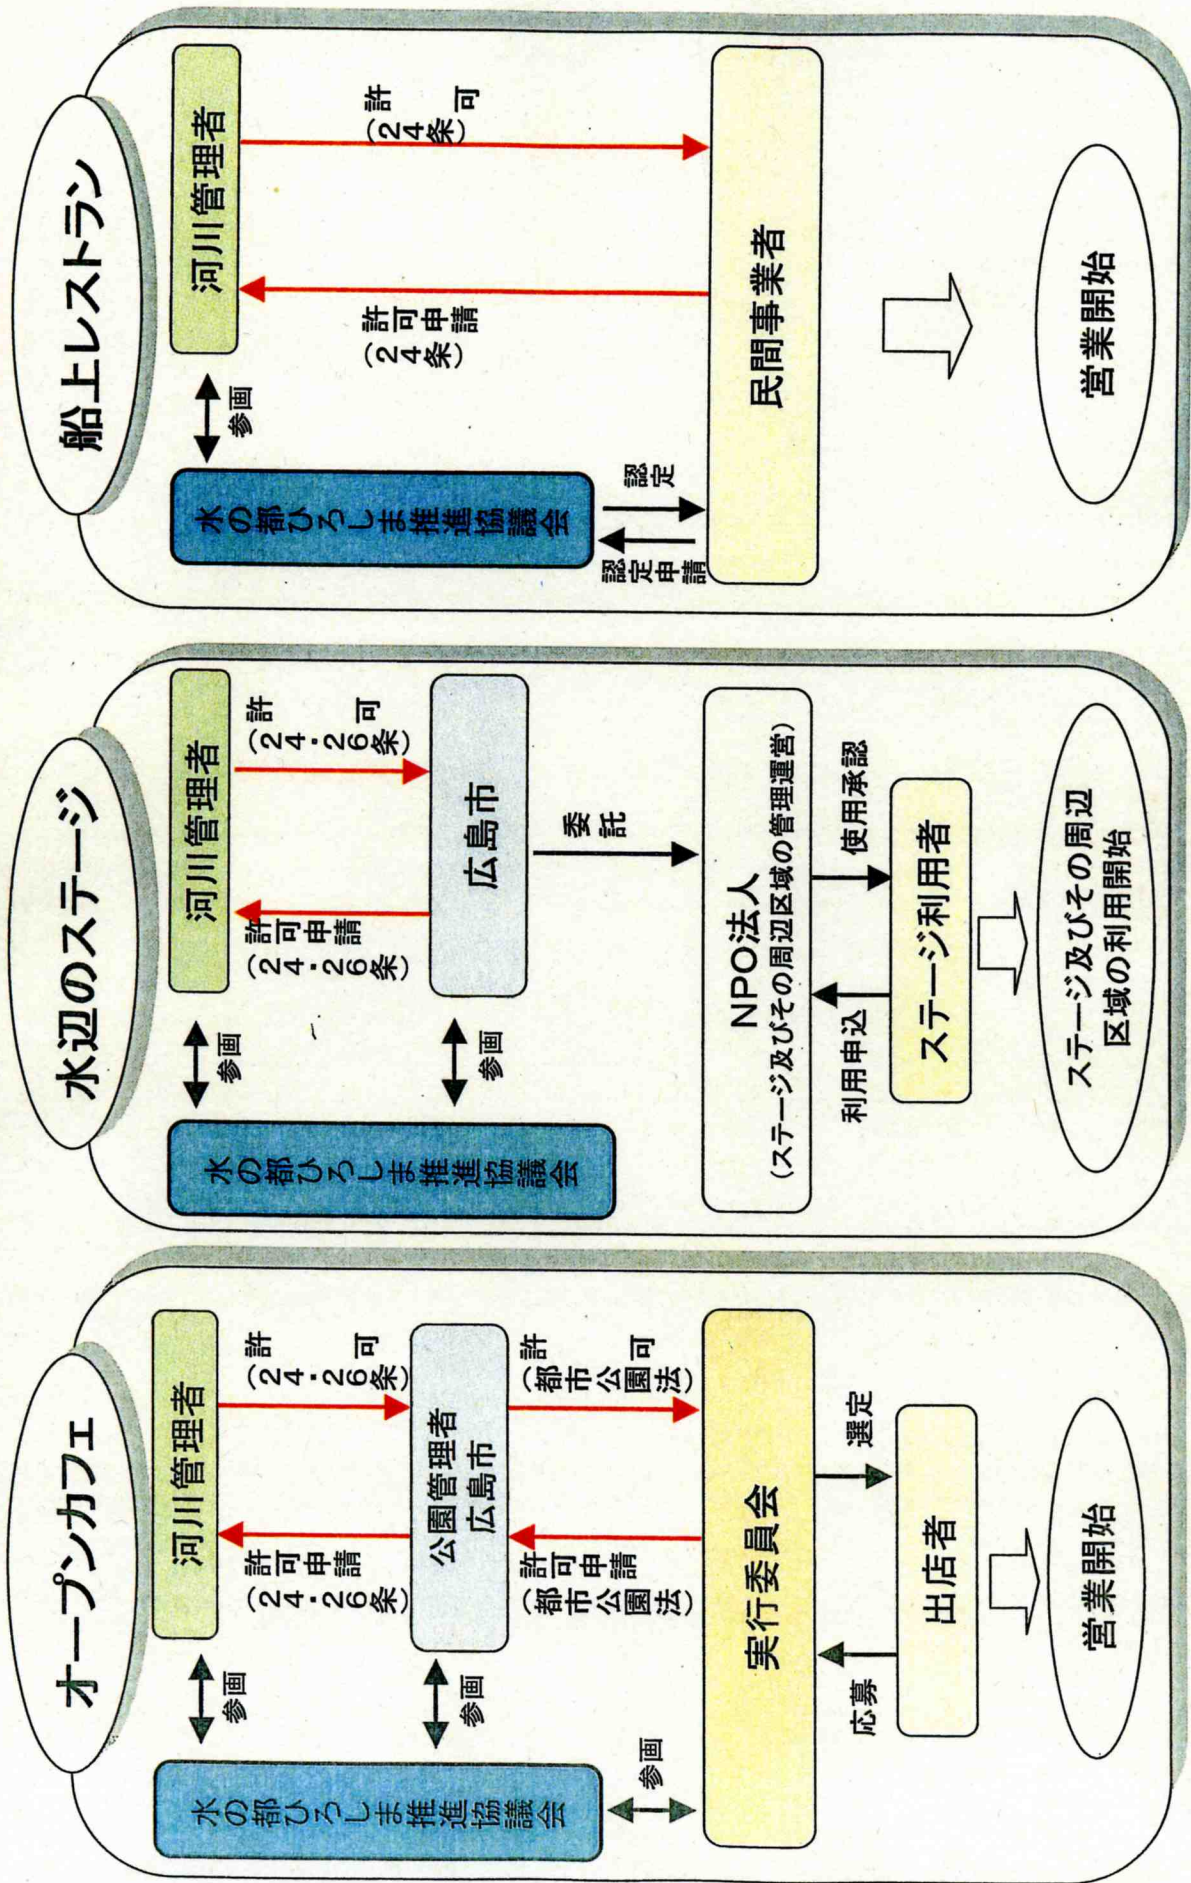 オープンカフェ
河川管理者
参画
許可申請
（24・26条）
許可
（24・26条）
水の都ひろしま推進協議会
公園管理者
広島市
参画
許可申請
（都市公園法）
許可
（都市公園法）
参画
実行委員会
応募
選定
出店者
営業開始
水辺のステージ
河川管理者
参画
許可申請
（24・26条）
許可
（24・26条）
水の都ひろしま推進協議会
広島市
参画
委託
NPO法人
（ステージ及びその周辺区域の管理運営）
利用申込
使用承認
ステージ利用者
ステージ及びその周辺
区域の利用開始
船上レストラン
河川管理者
参画
許可申請
（24条）
許可
（24条）
水の都ひろしま推進協議会
認定申請
認定
民間事業者
営業開始